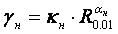 γ_н = κ_н · R_{0.01}^{α_н}